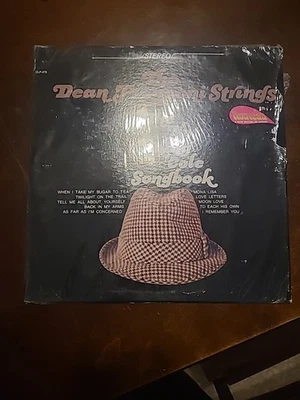 STEREO
Dean
Strings
Cole
Songbook
WHEN I TAKE MY SUGAR TO TEA
MONA LISA
TWILIGHT ON THE TRAIL
LOVE LETTERS
TELL ME ALL ABOUT YOURSELF
MOON LOVE
BACK IN MY ARMS
TO EACH HIS OWN
AS FAR AS I'M CONCERNED
I REMEMBER YOU